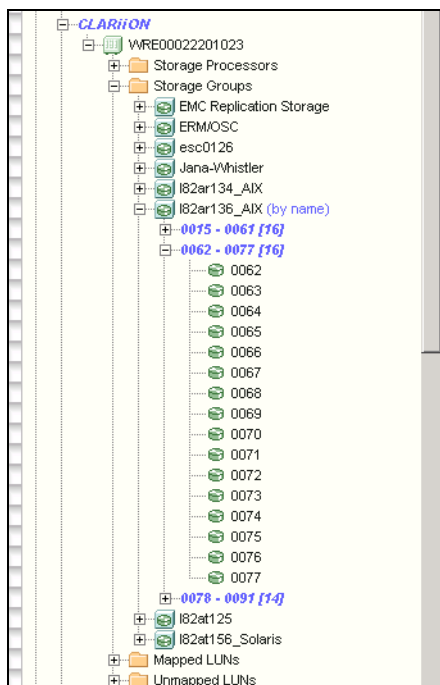 CLARiiON
WRE00022201023
Storage Processors
Storage Groups
EMC Replication Storage
ERM/OSC
esc0126
Jana-Whistler
l82ar134_AIX
l82ar136_AIX (by name)
0015 - 0061 [16]
0062 - 0077 [16]
0062
0063
0064
0065
0066
0067
0068
0069
0070
0071
0072
0073
0074
0075
0076
0077
0078 - 0091 [14]
l82at125
l82at156_Solaris
Mapped LUNs
Unmapped LUNs